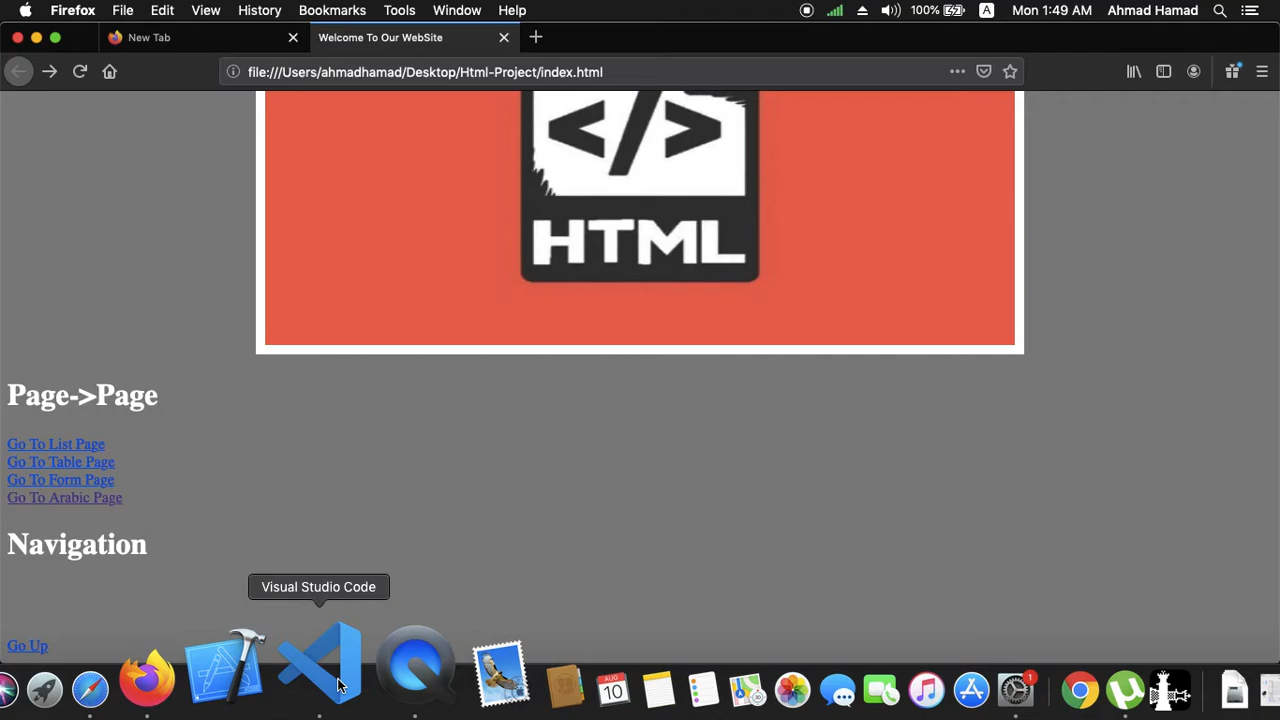 Firefox File Edit View History Bookmarks Tools Window Help 100% A Mon 1:49 AM Ahmad Hamad
New Tab Welcome To Our WebSite
file:///Users/ahmadhamad/Desktop/Html-Project/index.html
</>
HTML
Page->Page
Go To List Page
Go To Table Page
Go To Form Page
Go To Arabic Page
Navigation
Visual Studio Code
Go Up
10
1